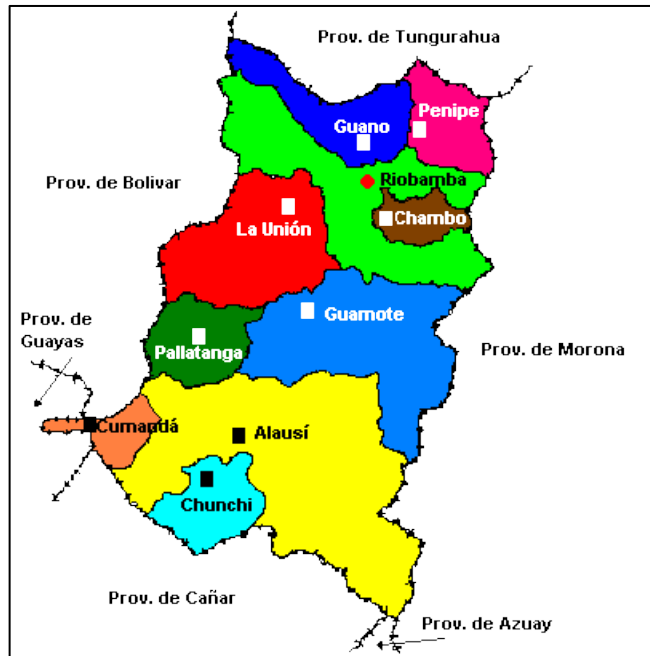 Prov. de Tungurahua
Penipe
Guano
Prov. de Bolivar
Riobamba
La Unión
Chambo
Prov. de
Guayas
Guamote
Pallatanga
Prov. de Morona
Cumandá
Alausí
Chunchi
Prov. de Cañar
Prov. de Azuay